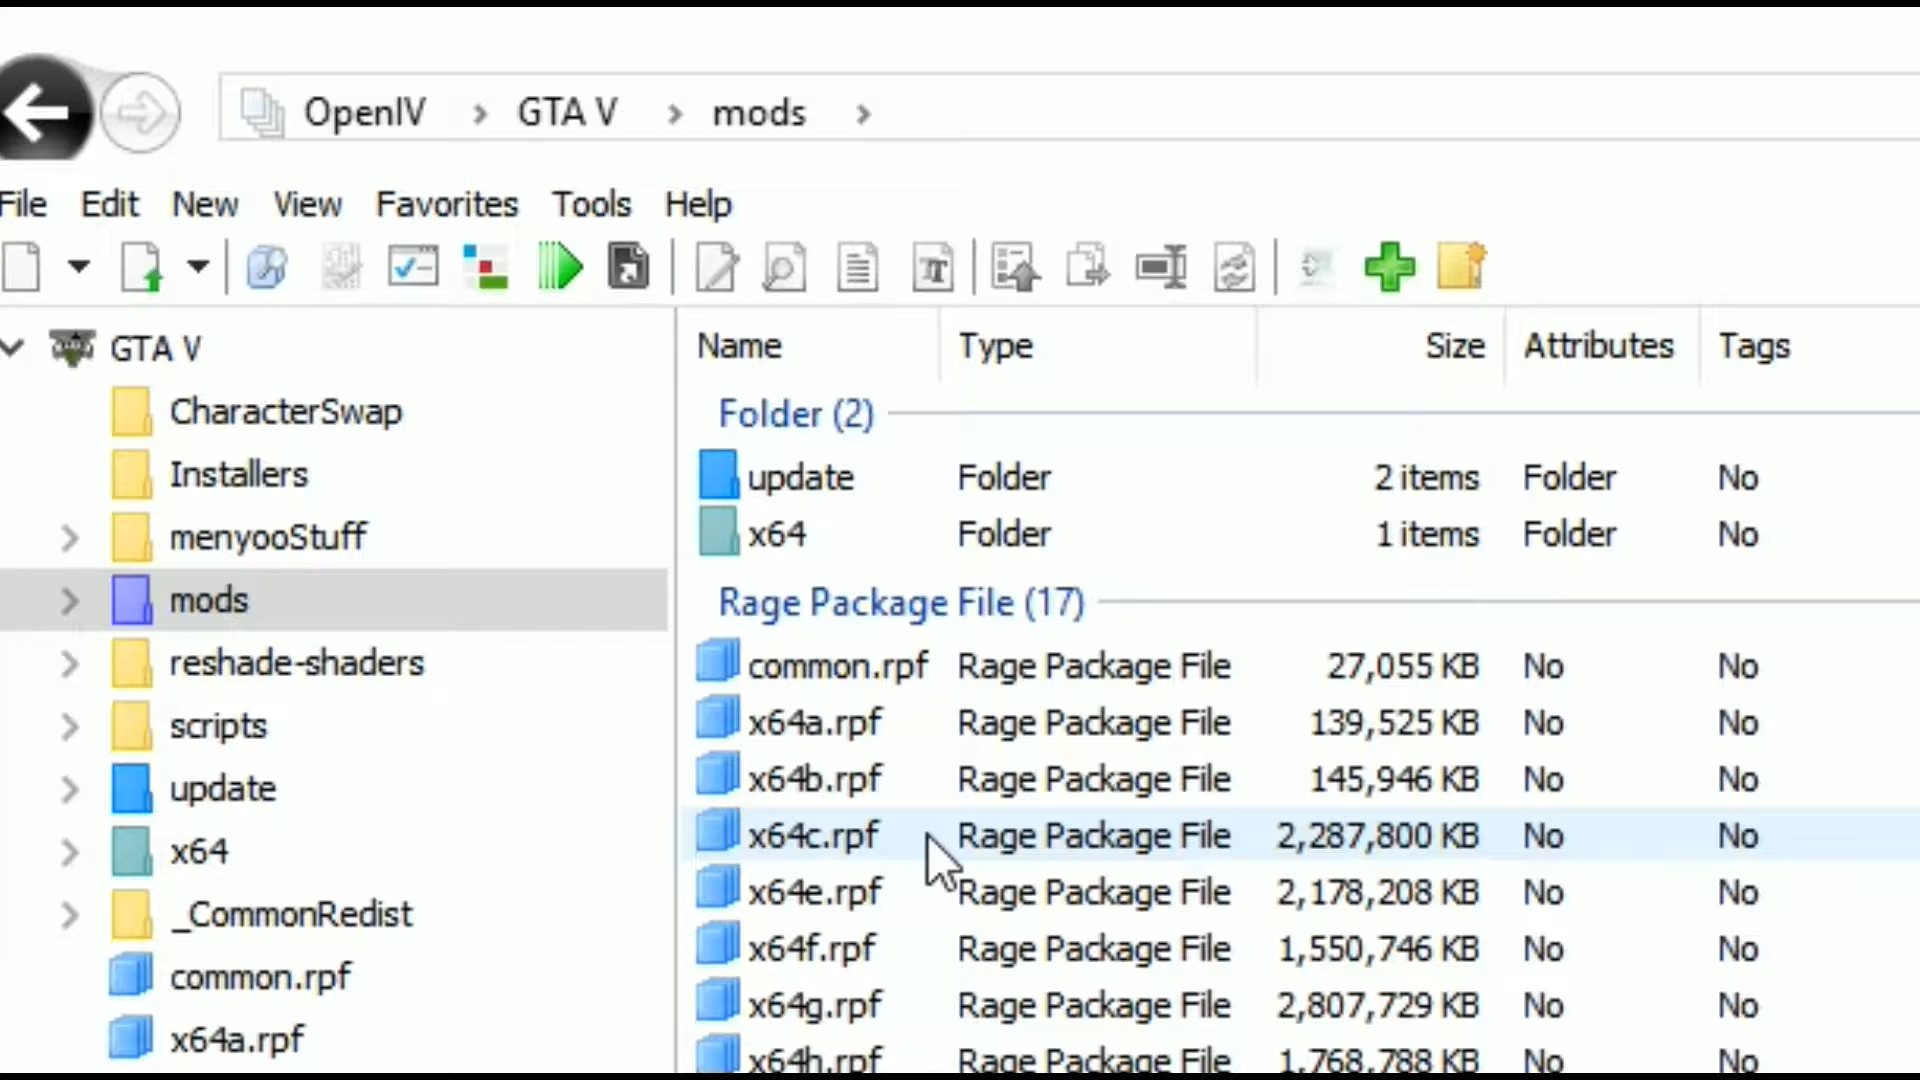 OpenIV > GTA V > mods >
File Edit New View Favorites Tools Help
GTA V
CharacterSwap
Installers
menyooStuff
mods
reshade-shaders
scripts
update
x64
_CommonRedist
common.rpf
x64a.rpf
Name Type Size Attributes Tags
Folder (2)
update Folder 2 items Folder No
x64 Folder 1 items Folder No
Rage Package File (17)
common.rpf Rage Package File 27,055 KB No No
x64a.rpf Rage Package File 139,525 KB No No
x64b.rpf Rage Package File 145,946 KB No No
x64c.rpf Rage Package File 2,287,800 KB No No
x64e.rpf Rage Package File 2,178,208 KB No No
x64f.rpf Rage Package File 1,550,746 KB No No
x64g.rpf Rage Package File 2,807,729 KB No No
x64h.rpf Rage Package File 1,768,788 KB No No